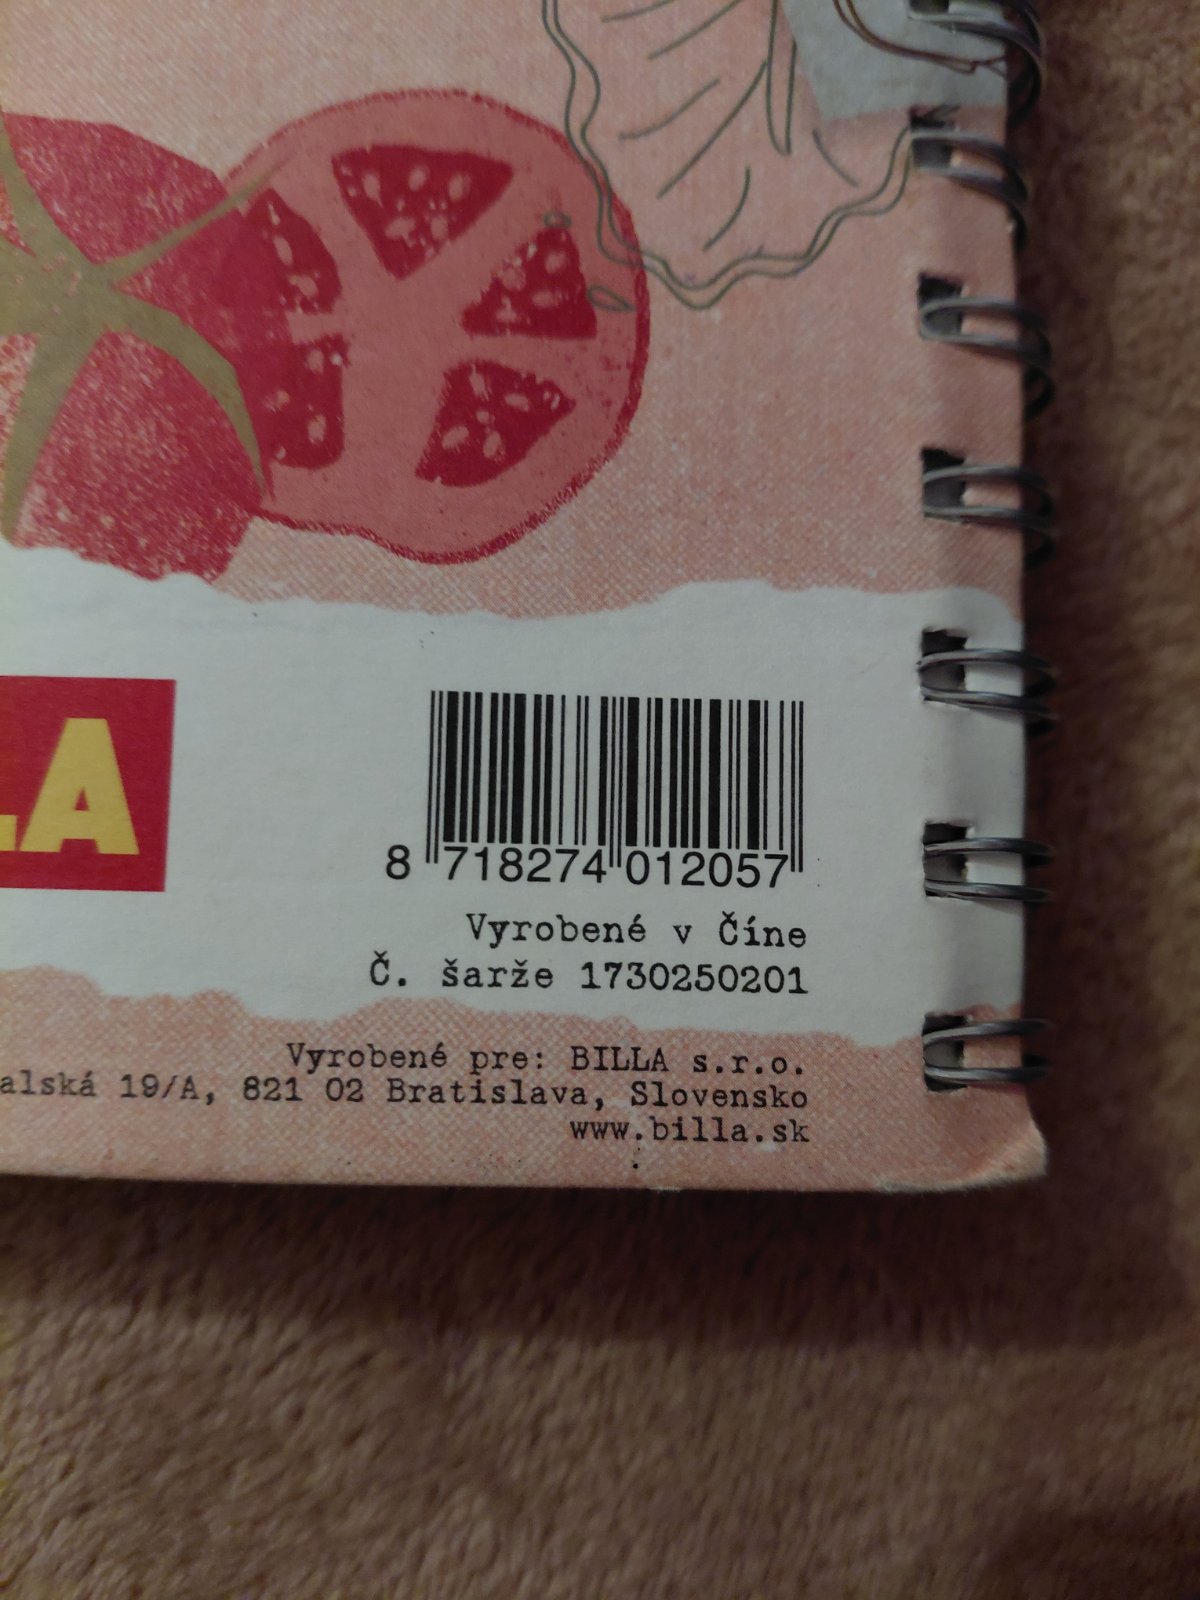 LA
8 718274 012057
Vyrobené v Číne
Č. šarže 1730250201
Vyrobené pre: BILLA s.r.o.
alská 19/A, 821 02 Bratislava, Slovensko
www.billa.sk